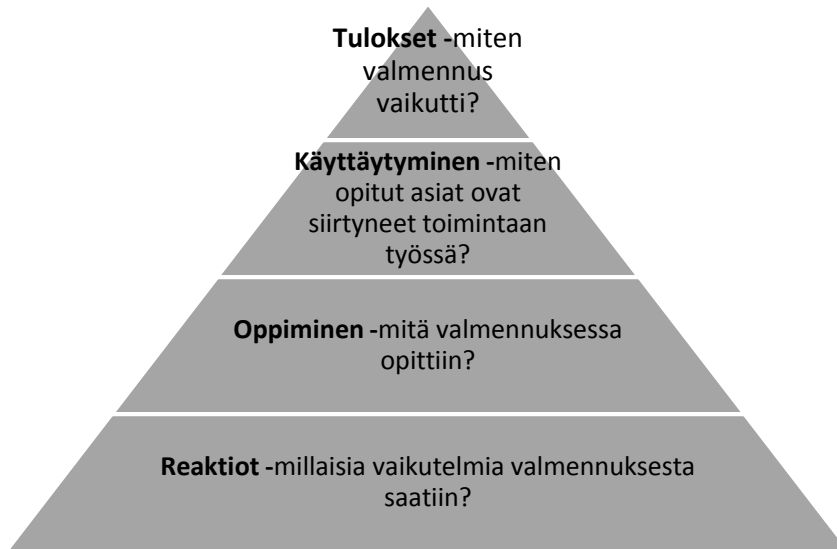 Tulokset -miten
valmennus
vaikutti?
Käyttäytyminen -miten
opitut asiat ovat
siirtyneet toimintaan
työssä?
Oppiminen -mitä valmennuksessa
opittiin?
Reaktiot -millaisia vaikutelmia valmennuksesta
saatiin?